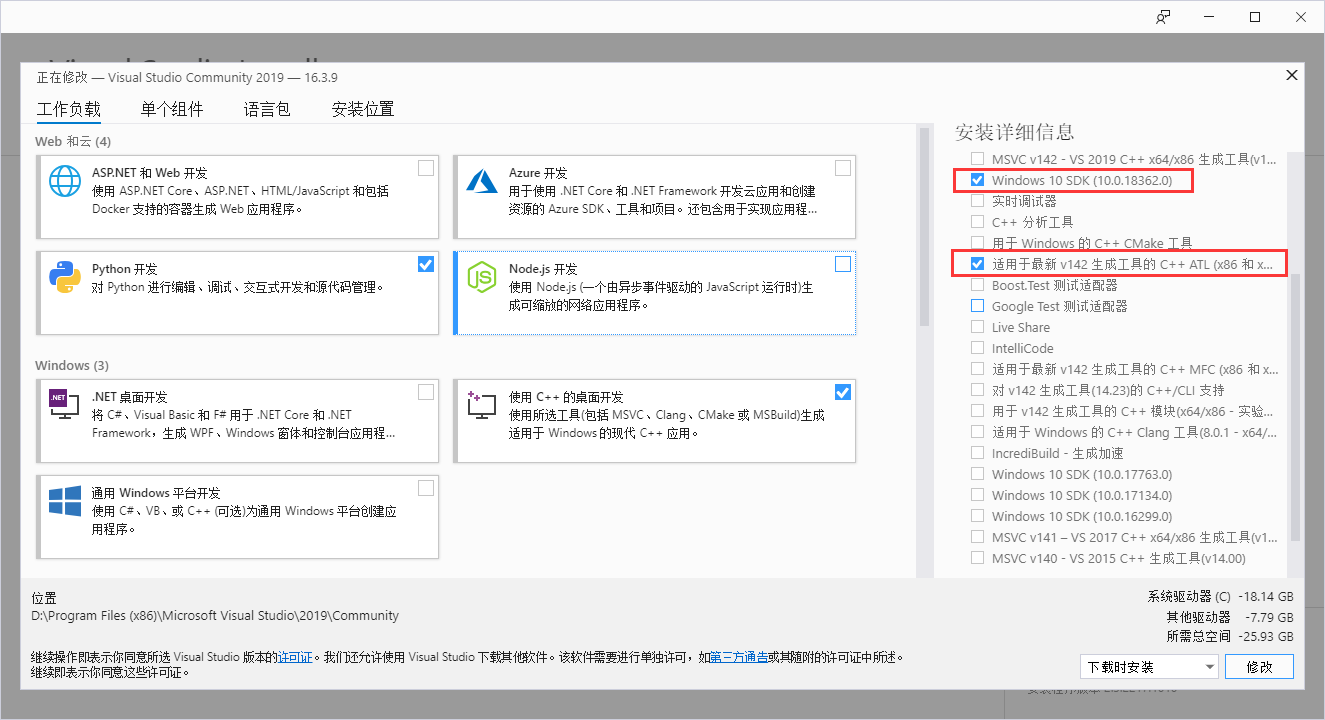 正在修改 — Visual Studio Community 2019 — 16.3.9
工作负载 单个组件 语言包 安装位置
Web 和云 (4)
ASP.NET 和 Web 开发
使用 ASP.NET Core、ASP.NET、HTML/JavaScript 和包括
Docker 支持的容器生成 Web 应用程序。
Azure 开发
用于使用 .NET Core 和 .NET Framework 开发云应用和创建
资源的 Azure SDK、工具和项目。还包含用于实现应用程...
Python 开发
对 Python 进行编辑、调试、交互式开发和源代码管理。
Node.js 开发
使用 Node.js (一个由异步事件驱动的 JavaScript 运行时)生
成可缩放的网络应用程序。
Windows (3)
.NET
.NET 桌面开发
将 C#、Visual Basic 和 F# 用于 .NET Core 和 .NET
Framework，生成 WPF、Windows 窗体和控制台应用程...
使用 C++ 的桌面开发
使用所选工具(包括 MSVC、Clang、CMake 或 MSBuild)生成
适用于 Windows 的现代 C++ 应用。
通用 Windows 平台开发
使用 C#、VB、或 C++ (可选)为通用 Windows 平台创建应
用程序。
安装详细信息
MSVC v142 - VS 2019 C++ x64/x86 生成工具(v1...
Windows 10 SDK (10.0.18362.0)
实时调试器
C++ 分析工具
用于 Windows 的 C++ CMake 工具
适用于最新 v142 生成工具的 C++ ATL (x86 和 x...
Boost.Test 测试适配器
Google Test 测试适配器
Live Share
IntelliCode
适用于最新 v142 生成工具的 C++ MFC (x86 和 x...
对 v142 生成工具(14.23)的 C++/CLI 支持
用于 v142 生成工具的 C++ 模块(x64/x86 - 实验...
适用于 Windows 的 C++ Clang 工具(8.0.1 - x64/...
IncrediBuild - 生成加速
Windows 10 SDK (10.0.17763.0)
Windows 10 SDK (10.0.17134.0)
Windows 10 SDK (10.0.16299.0)
MSVC v141 – VS 2017 C++ x64/x86 生成工具(v1...
MSVC v140 - VS 2015 C++ 生成工具(v14.00)
位置
D:\Program Files (x86)\Microsoft Visual Studio\2019\Community
系统驱动器 (C) -18.14 GB
其他驱动器 -7.79 GB
所需总空间 -25.93 GB
继续操作即表示你同意所选 Visual Studio 版本的许可证。我们还允许使用 Visual Studio 下载其他软件。该软件需要进行单独许可，如第三方通告或其随附的许可证中所述。
继续即表示你同意这些许可证。
下载时安装
修改